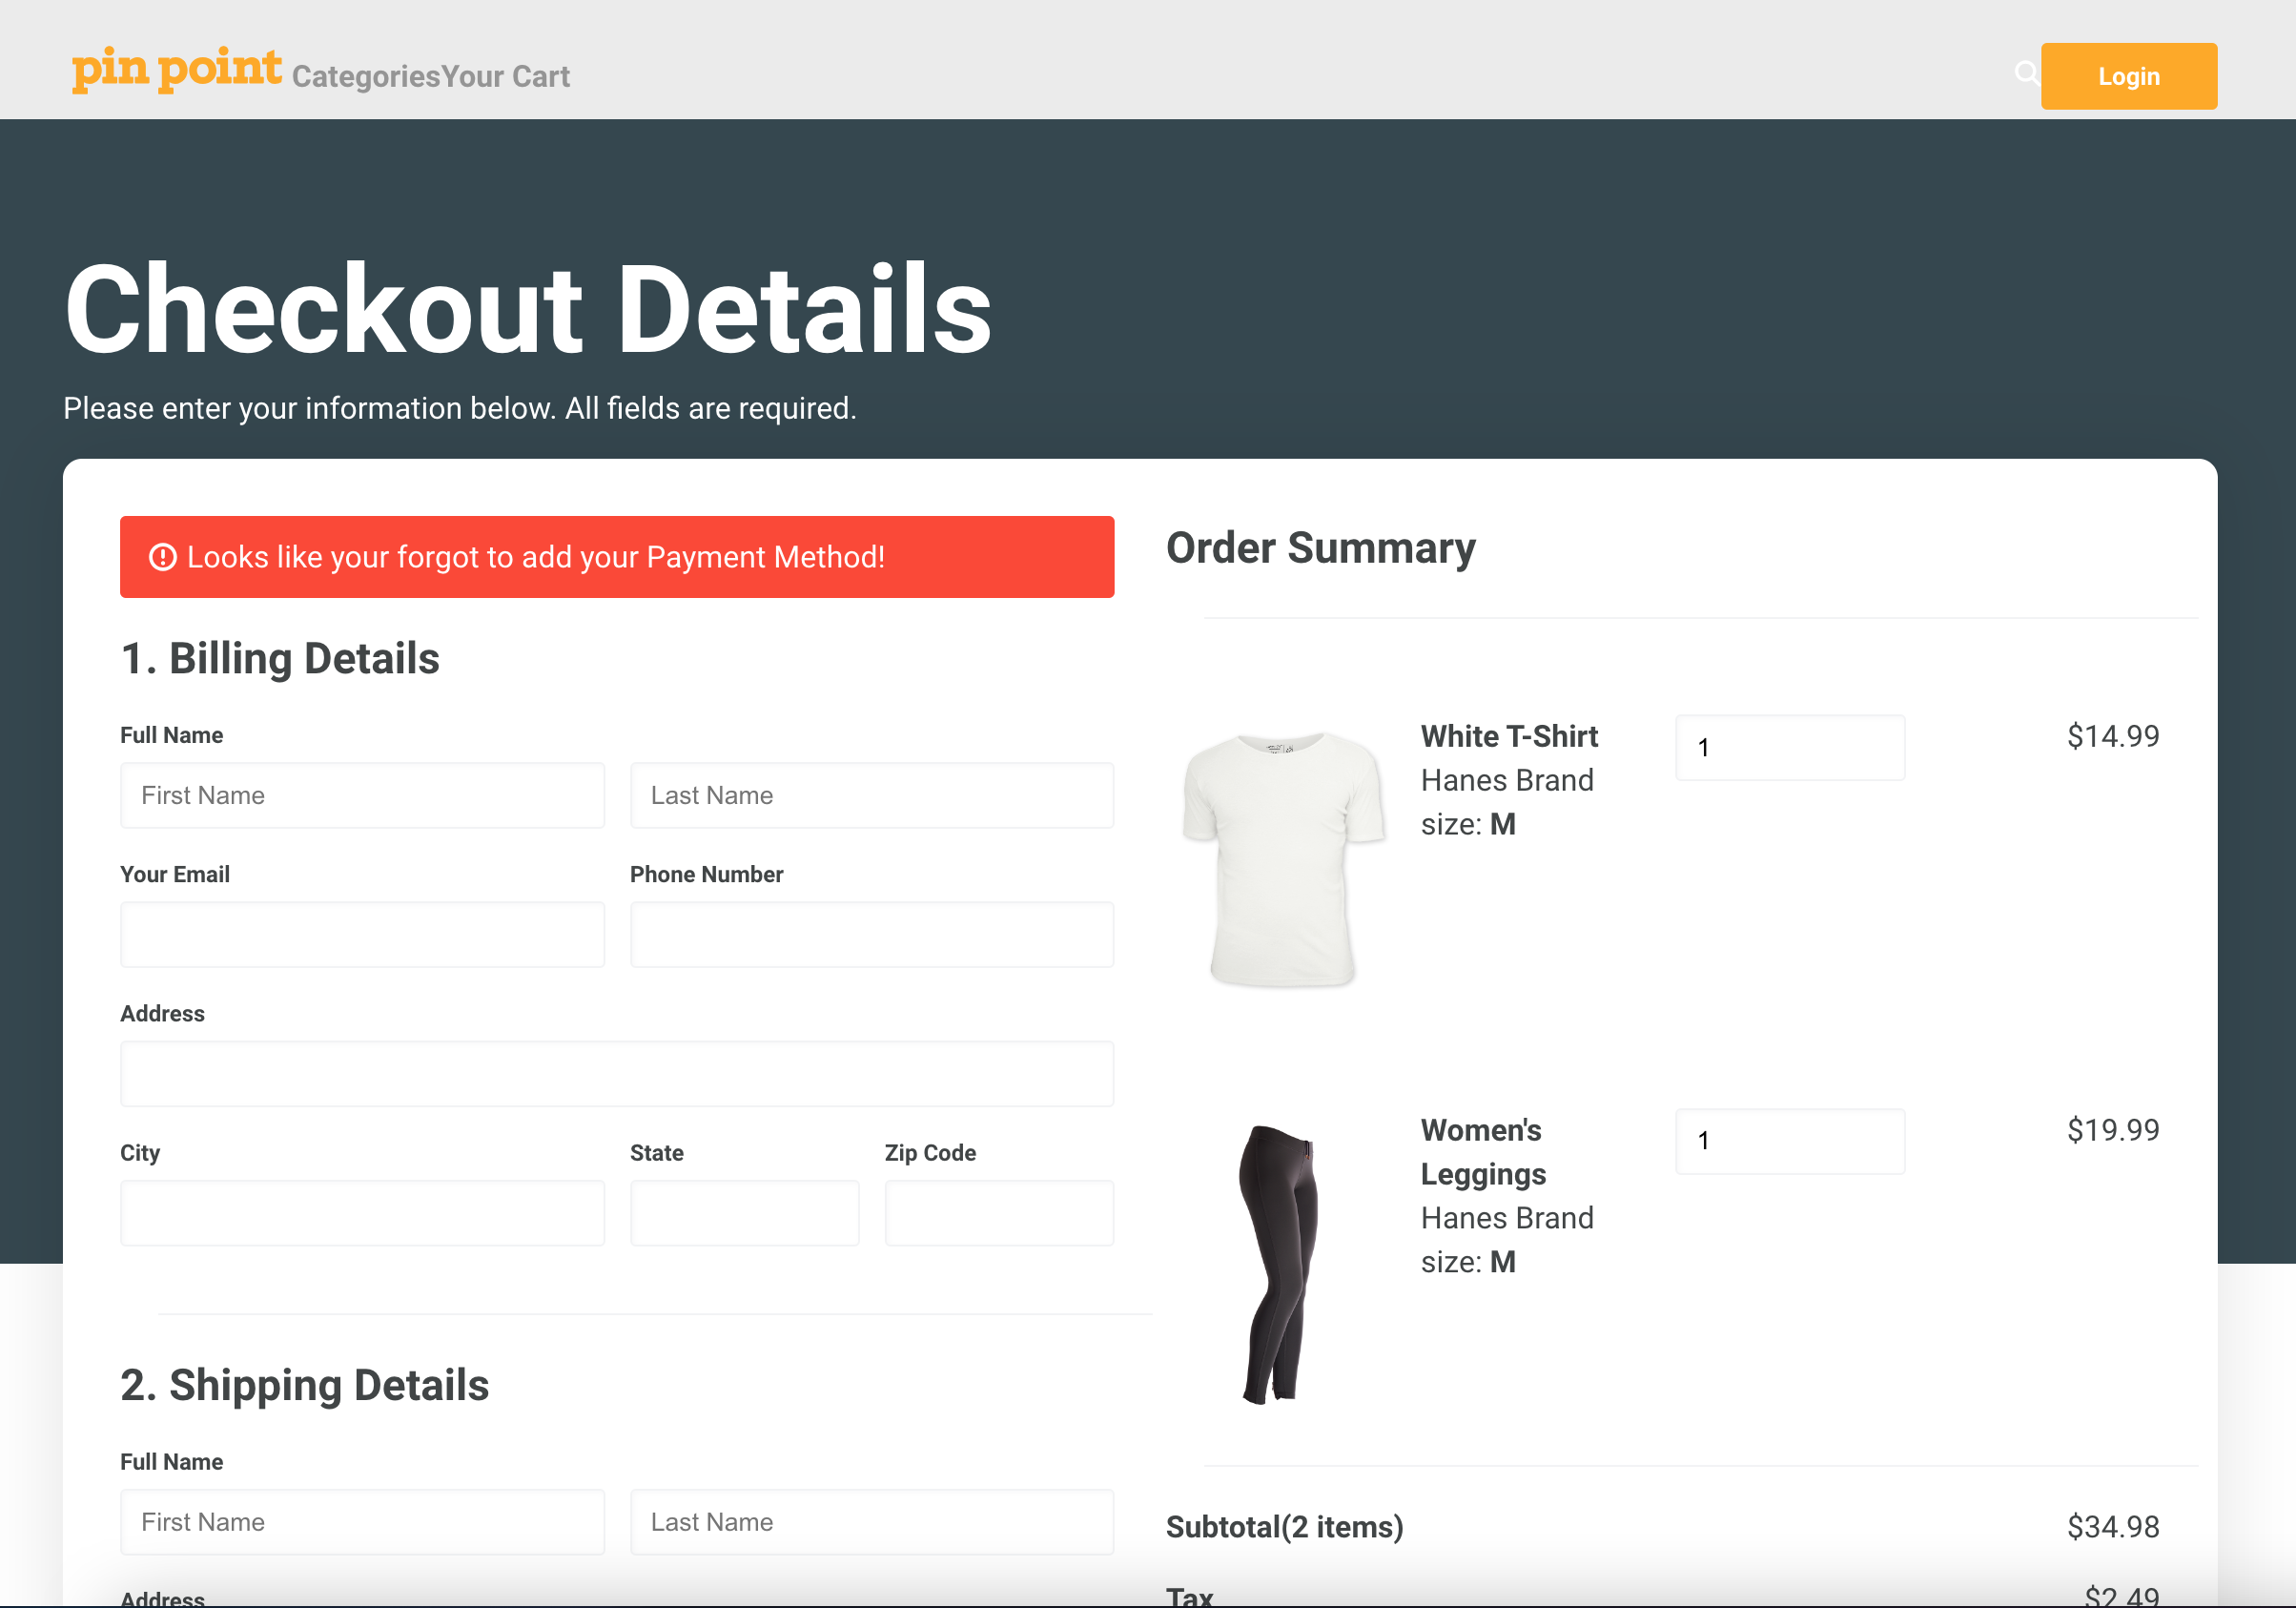 pin point Categories Your Cart
Login
Checkout Details
Please enter your information below. All fields are required.
Looks like your forgot to add your Payment Method!
1. Billing Details
Full Name
First Name
Last Name
Your Email
Phone Number
Address
City
State
Zip Code
2. Shipping Details
Full Name
First Name
Last Name
Address
Order Summary
White T-Shirt
Hanes Brand
size: M
1
$14.99
Women's
Leggings
Hanes Brand
size: M
1
$19.99
Subtotal(2 items)
$34.98
Tax
$2.49